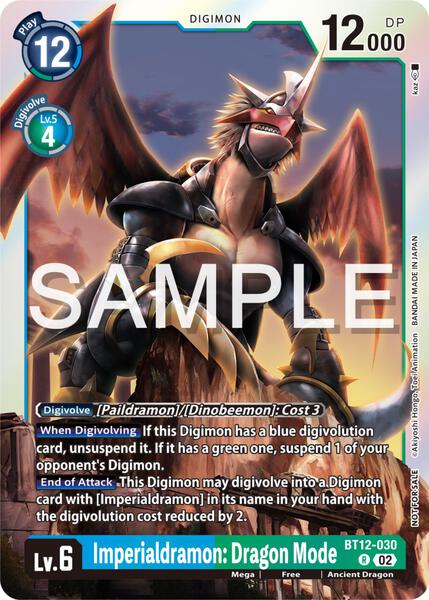 Play
12
DIGIMON
DP
12000
Digivolve
Lv.5
4
kaz
SAMPLE
©Akiyoshi Hongo, Toei Animation BANDAI MADE IN JAPAN
NOT FOR SALE
Digivolve [Paildramon]/[Dinobeemon]: Cost 3
When Digivolving If this Digimon has a blue digivolution
card, unsuspend it. If it has a green one, suspend 1 of your
opponent's Digimon.
End of Attack This Digimon may digivolve into a Digimon
card with [Imperialdramon] in its name in your hand with
the digivolution cost reduced by 2.
Lv.6
Imperialdramon: Dragon Mode
BT12-030
R 02
Mega Free Ancient Dragon